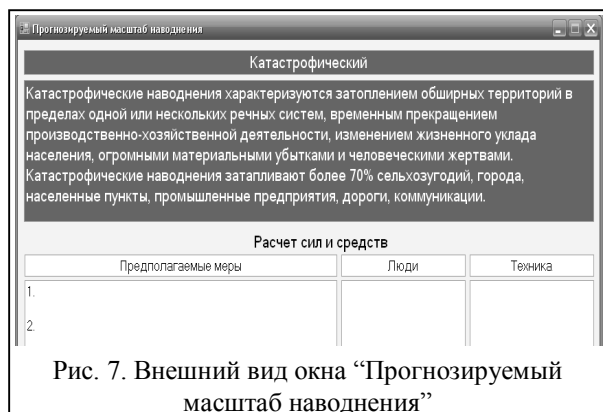 Прогнозируемый масштаб наводнения
Катастрофический
Катастрофические наводнения характеризуются затоплением обширных территорий в
пределах одной или нескольких речных систем, временным прекращением
производственно-хозяйственной деятельности, изменением жизненного уклада
населения, огромными материальными убытками и человеческими жертвами.
Катастрофические наводнения затапливают более 70% сельхозугодий, города,
населенные пункты, промышленные предприятия, дороги, коммуникации.
Расчет сил и средств
Предполагаемые меры Люди Техника
1.
2.
Рис. 7. Внешний вид окна “Прогнозируемый
масштаб наводнения”